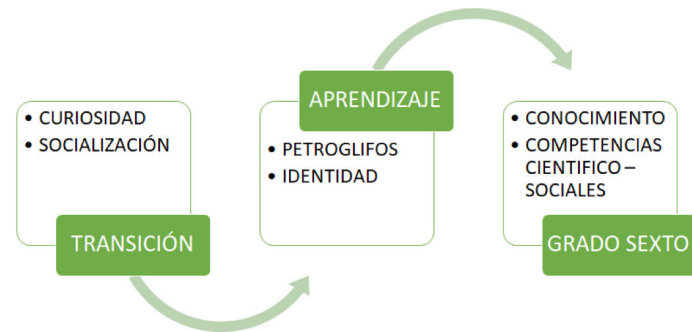 • CURIOSIDAD
• SOCIALIZACIÓN
TRANSICIÓN
APRENDIZAJE
• PETROGLIFOS
• IDENTIDAD
• CONOCIMIENTO
• COMPETENCIAS
CIENTIFICO –
SOCIALES
GRADO SEXTO